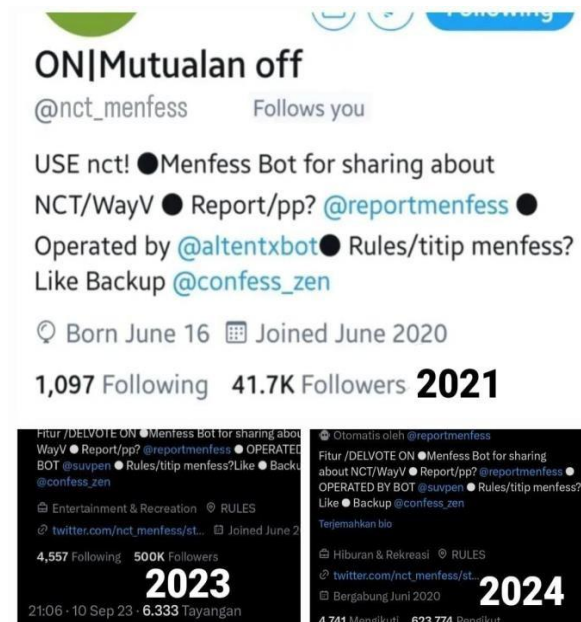 Following
ON|Mutualan off
@nct_menfess Follows you
USE nct! ●Menfess Bot for sharing about
NCT/WayV ● Report/pp? @reportmenfess ●
Operated by @altentxbot● Rules/titip menfess?
Like Backup @confess_zen
Born June 16 Joined June 2020
1,097 Following 41.7K Followers 2021
Fitur /DELVOTE ON ●Menfess Bot for sharing abou
WayV ● Report/pp? @reportmenfess ● OPERATED
BOT @suvpen ● Rules/titip menfess?Like ● Backu
@confess_zen
Entertainment & Recreation RULES
twitter.com/nct_menfess/st... Joined June 2
4,557 Following 500K Followers
2023
21:06 · 10 Sep 23 · 6.333 Tayangan
Otomatis oleh @reportmenfess
Fitur /DELVOTE ON ●Menfess Bot for sharing
about NCT/WayV ● Report/pp? @reportmenfess ●
OPERATED BY BOT @suvpen ● Rules/titip menfess?
Like ● Backup @confess_zen
Terjemahkan bio
Hiburan & Rekreasi RULES
twitter.com/nct_menfess/st...
Bergabung Juni 2020
2024
4.741 Mengikuti 623.774 Pengikut